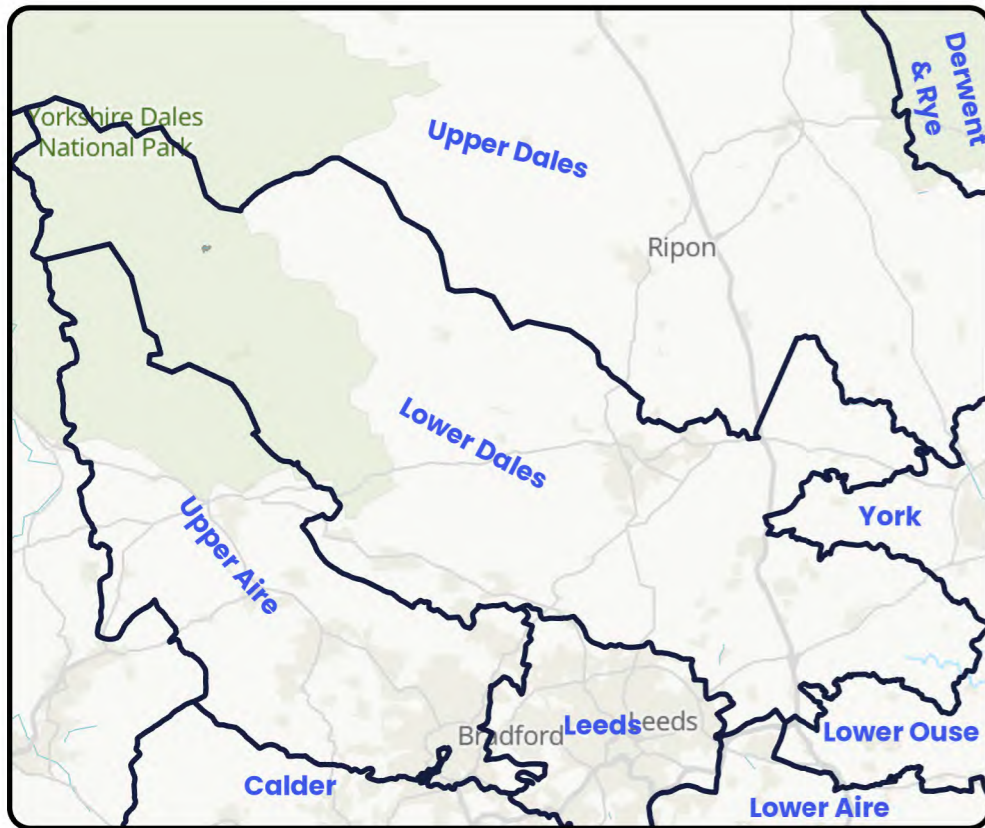 Derwent
& Rye
Yorkshire Dales
National Park
Upper Dales
Ripon
Lower Dales
Upper Aire
York
Bradford
Leeds
Leeds
Lower Ouse
Calder
Lower Aire